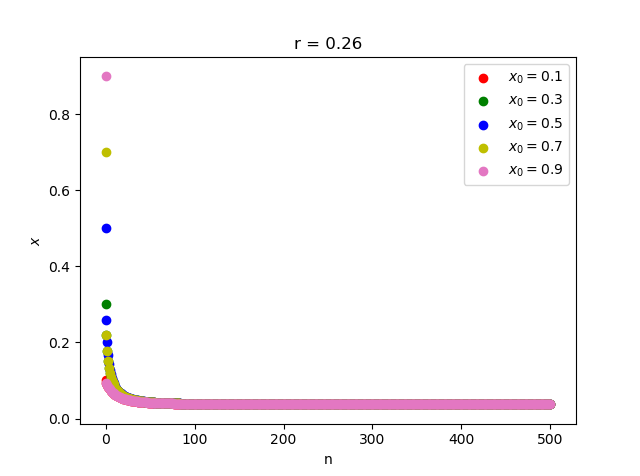 r = 0.26
x
0.8
0.6
0.4
0.2
0.0
0 100 200 300 400 500
n
x₀ = 0.1
x₀ = 0.3
x₀ = 0.5
x₀ = 0.7
x₀ = 0.9